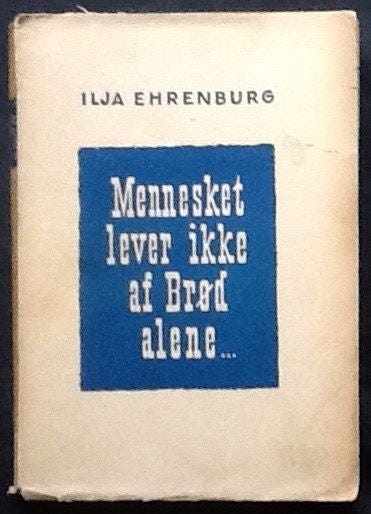 ILJA EHRENBURG
Mennesket
lever ikke
af Brød
alene...